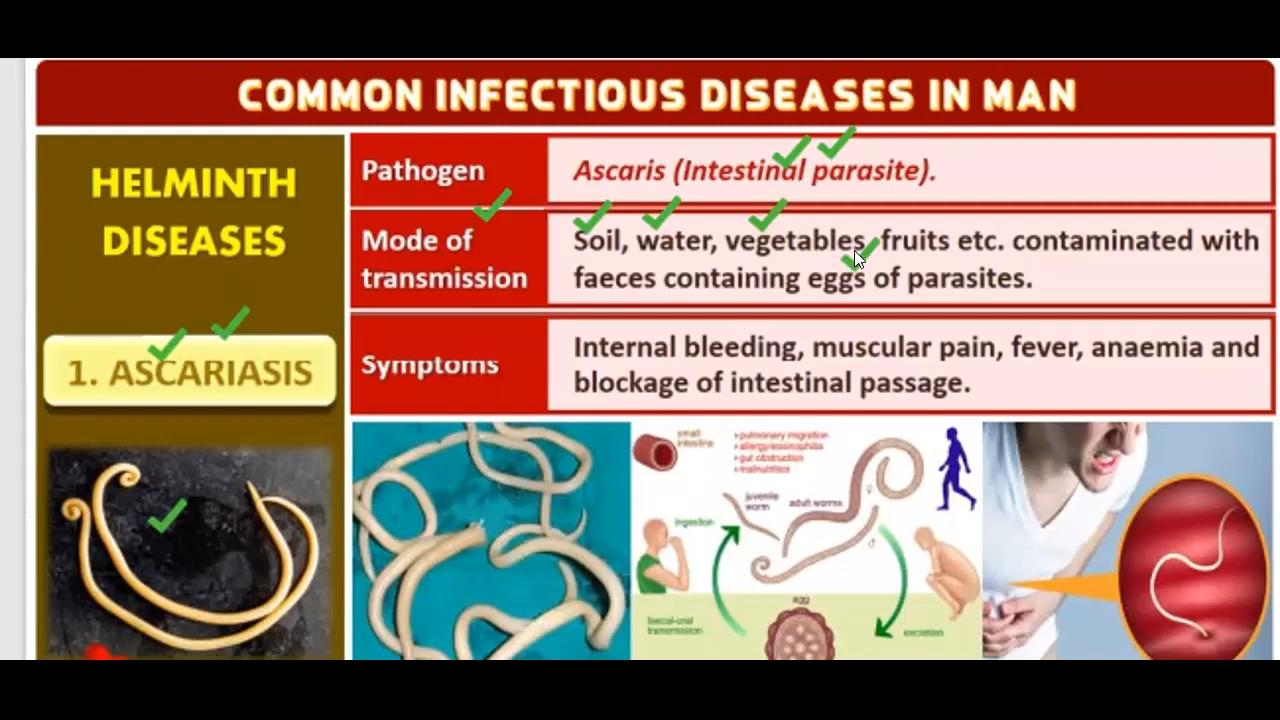 COMMON INFECTIOUS DISEASES IN MAN
HELMINTH
DISEASES
1. ASCARIASIS
Pathogen
Ascaris (Intestinal parasite).
Mode of
transmission
Soil, water, vegetables, fruits etc. contaminated with
faeces containing eggs of parasites.
Symptoms
Internal bleeding, muscular pain, fever, anaemia and
blockage of intestinal passage.
small
intestine
pulmonary migration
allergy/eosinophilia
gut obstruction
malnutrition
juvenile
worm
adult worms
♀
♂
ingestion
egg
faecal-oral
transmission
excretion